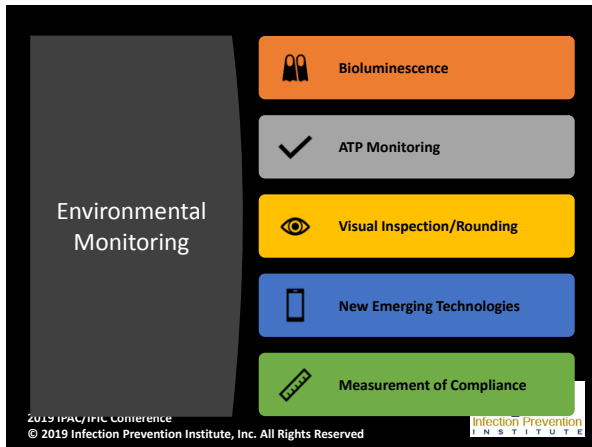 Environmental
Monitoring
Bioluminescence
ATP Monitoring
Visual Inspection/Rounding
New Emerging Technologies
Measurement of Compliance
2019 IPAC/IFIC Conference
© 2019 Infection Prevention Institute, Inc. All Rights Reserved
Infection Prevention
INSTITUTE